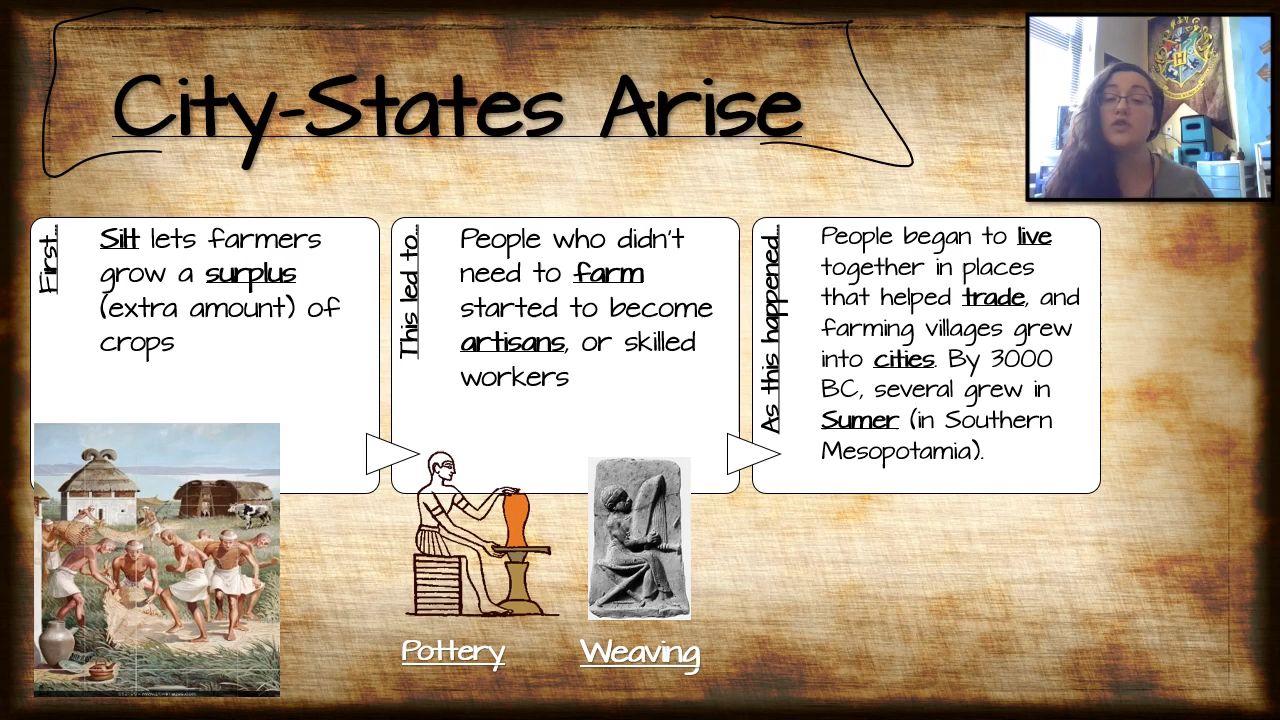 City-States Arise
First...
Silt lets farmers
grow a surplus
(extra amount) of
crops
This led to...
People who didn't
need to farm
started to become
artisans, or skilled
workers
As this happened...
People began to live
together in places
that helped trade, and
farming villages grew
into cities. By 3000
BC, several grew in
Sumer (in Southern
Mesopotamia).
Pottery
Weaving